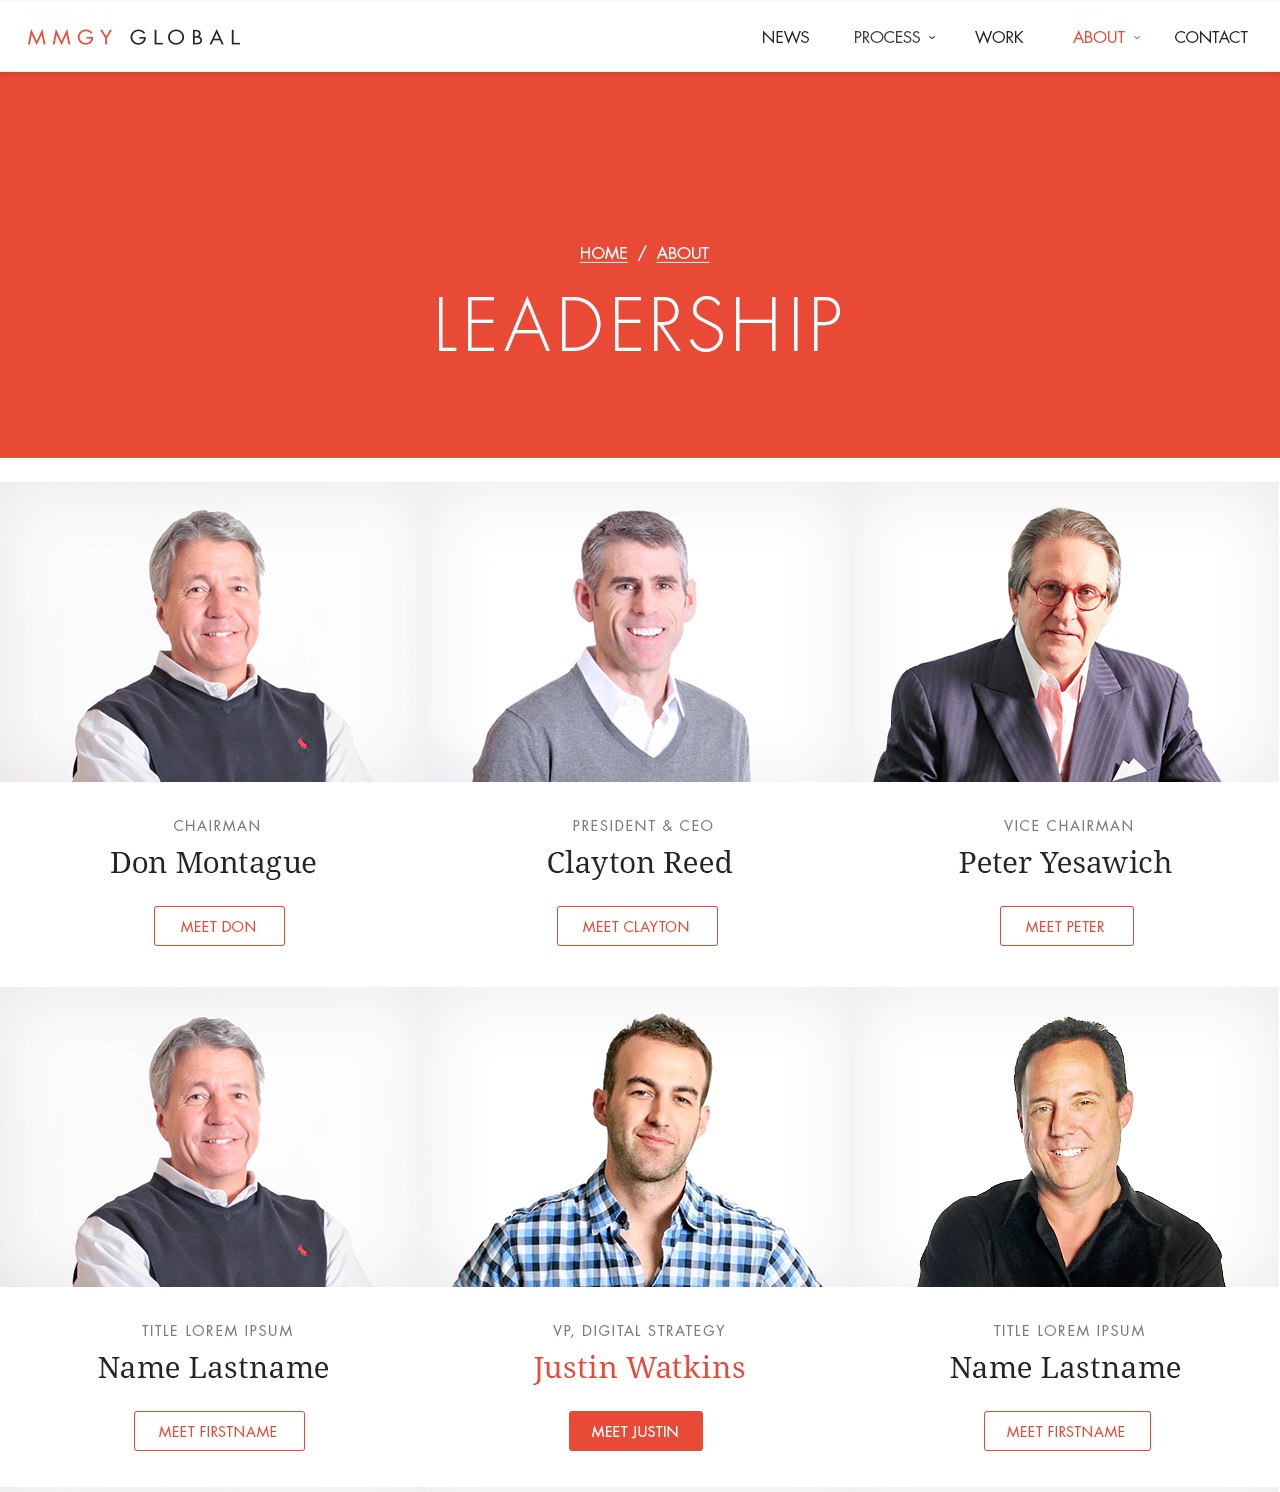 MMGY GLOBAL
NEWS
PROCESS
WORK
ABOUT
CONTACT
HOME / ABOUT
LEADERSHIP
CHAIRMAN
Don Montague
MEET DON
PRESIDENT & CEO
Clayton Reed
MEET CLAYTON
VICE CHAIRMAN
Peter Yesawich
MEET PETER
TITLE LOREM IPSUM
Name Lastname
MEET FIRSTNAME
VP, DIGITAL STRATEGY
Justin Watkins
MEET JUSTIN
TITLE LOREM IPSUM
Name Lastname
MEET FIRSTNAME